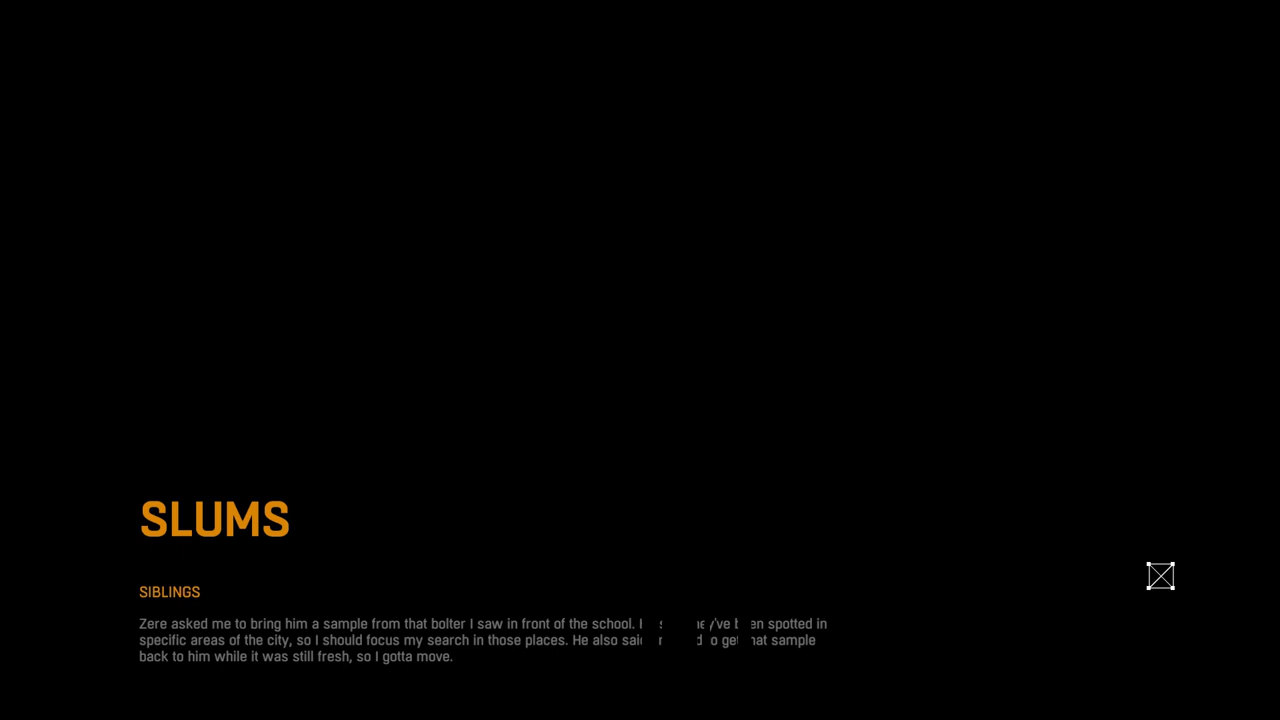 SLUMS
SIBLINGS
Zere asked me to bring him a sample from that bolter I saw in front of the school. spotted in
specific areas of the city, so I should focus my search in those places. He also sample
back to him while it was still fresh, so I gotta move.